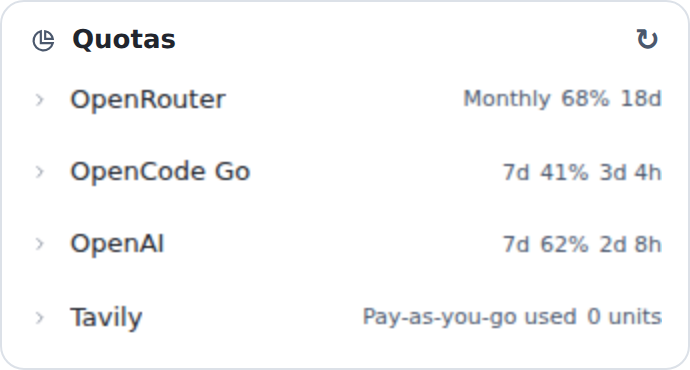 Quotas
OpenRouter Monthly 68% 18d
OpenCode Go 7d 41% 3d 4h
OpenAI 7d 62% 2d 8h
Tavily Pay-as-you-go used 0 units